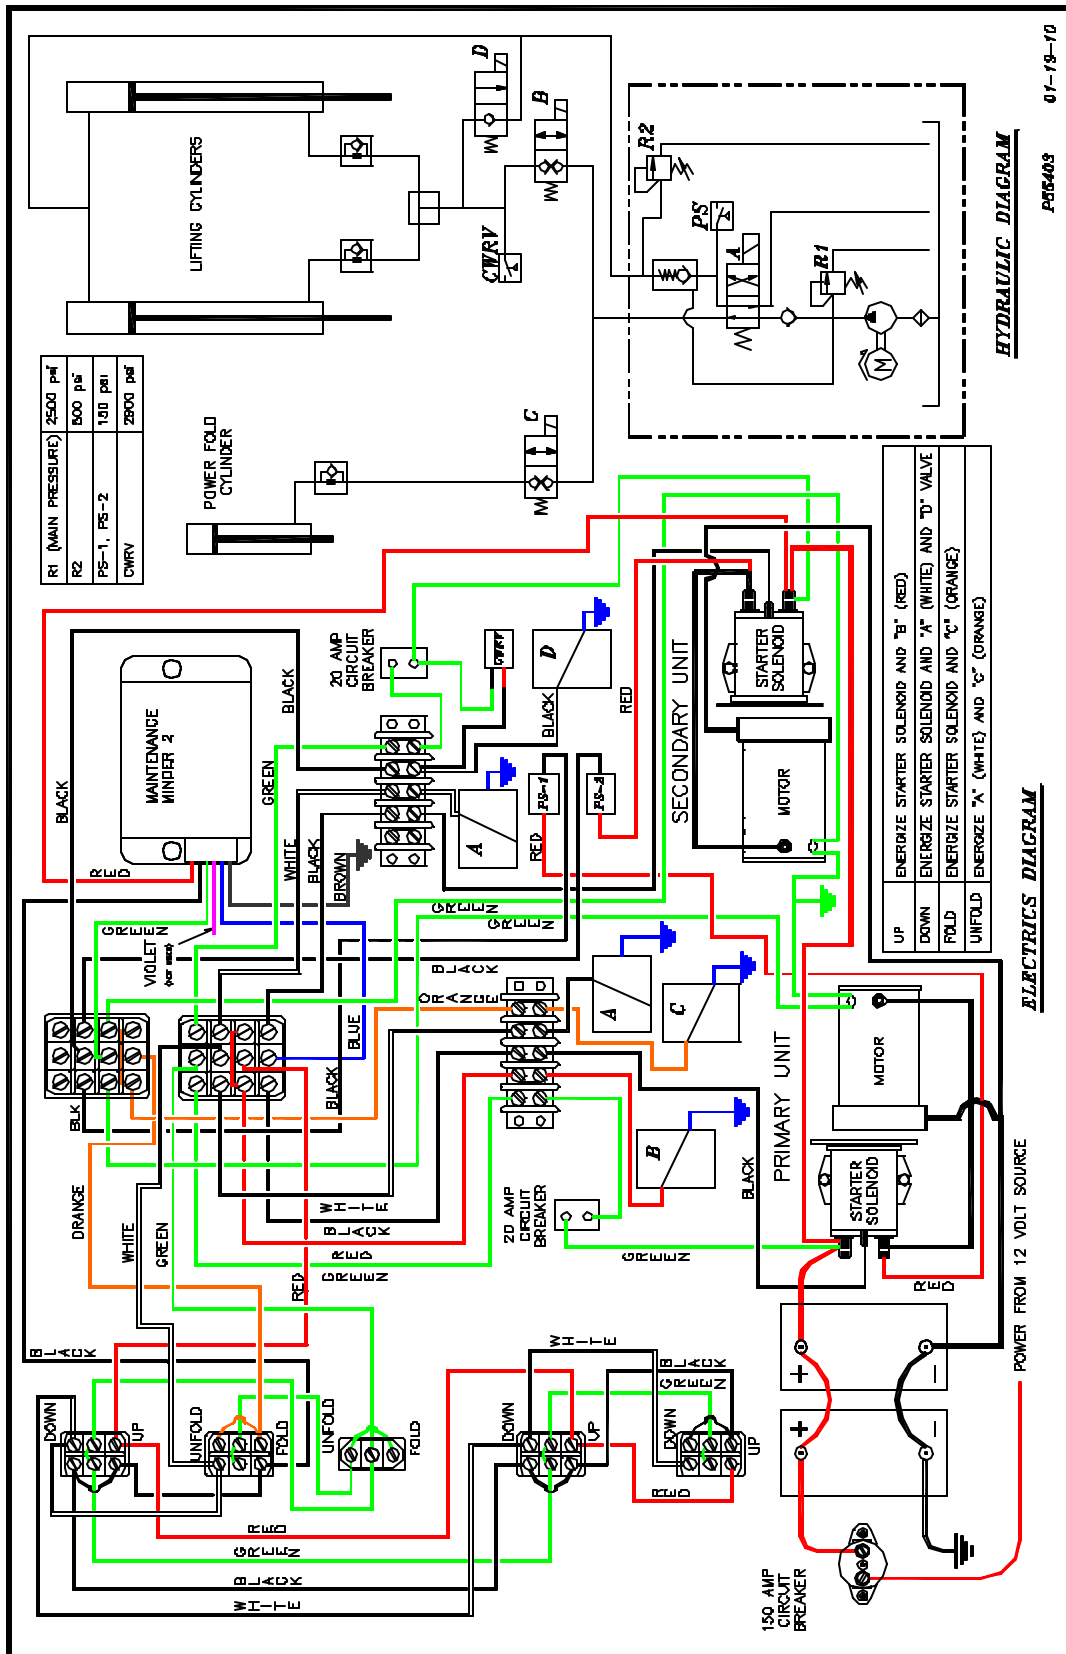 01-19-10
P66403
HYDRAULIC DIAGRAM
LIFTING CYLINDERS
D
B
CWRV
R2
PS
A
R1
M
C
POWER FOLD
CYLINDER
R1 (MAIN PRESSURE) 2500 psi
R2 500 psi
PS-1, PS-2 150 psi
CWRV 2900 psi
UP ENERGIZE STARTER SOLENOID AND "B" (RED)
DOWN ENERGIZE STARTER SOLENOID AND "A" (WHITE) AND "D" VALVE
FOLD ENERGIZE STARTER SOLENOID AND "C" (ORANGE)
UNFOLD ENERGIZE "A" (WHITE) AND "C" (ORANGE)
ELECTRICS DIAGRAM
MAINTENANCE
MINDER 2
BLACK
RED
GREEN
VIOLET
BLACK
GREEN
WHITE
BLACK
BROWN
20 AMP
CIRCUIT
BREAKER
CWRV
D
BLACK
RED
A
PS-1
PS-2
RED
SECONDARY UNIT
STARTER
SOLENOID
MOTOR
GREEN
GREEN
BLACK
ORANGE
BLUE
BLACK
BLK
A
C
B
PRIMARY UNIT
MOTOR
STARTER
SOLENOID
BLACK
20 AMP
CIRCUIT
BREAKER
GREEN
RED
ORANGE
WHITE
GREEN
WHITE
BLACK
RED
GREEN
RED
BLACK
DOWN
UP
UNFOLD
FOLD
UNFOLD
FOLD
WHITE
BLACK
GREEN
DOWN
UP
DOWN
UP
RED
RED
GREEN
BLACK
WHITE
+
-
+
-
POWER FROM 12 VOLT SOURCE
150 AMP
CIRCUIT
BREAKER